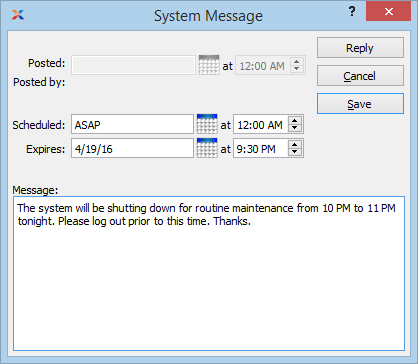 System Message
?
Posted: at 12:00 AM
Reply
Posted by:
Cancel
Scheduled: ASAP at 12:00 AM
Save
Expires: 4/19/16 at 9:30 PM
Message:
The system will be shutting down for routine maintenance from 10 PM to 11 PM
tonight. Please log out prior to this time. Thanks.